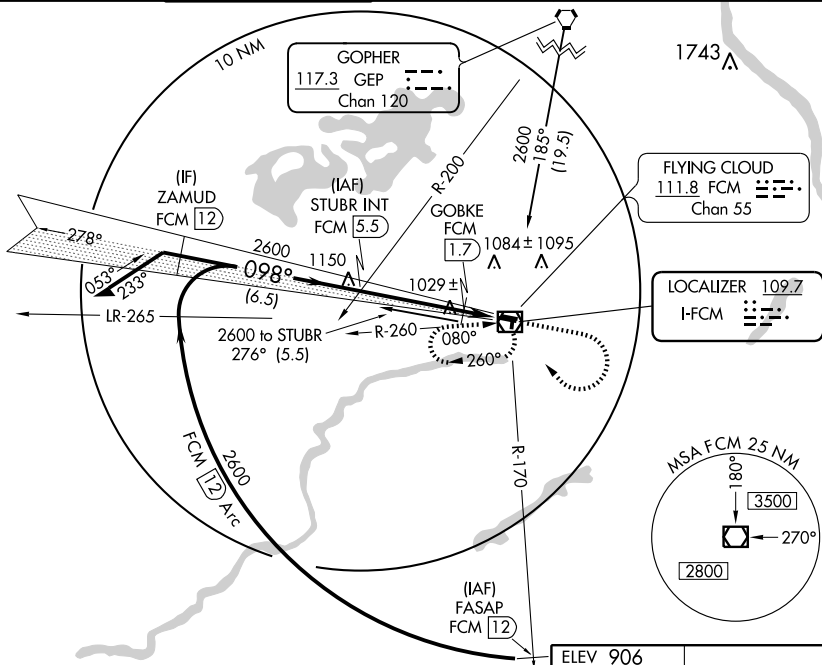 10 NM
GOPHER
117.3 GEP
Chan 120
1743
2600
185°
(19.5)
R-200
FLYING CLOUD
111.8 FCM
Chan 55
(IF)
ZAMUD
FCM 12
(IAF)
STUBR INT
FCM 5.5
GOBKE
FCM
1.7
1084 ± 1095
278°
2600
1150
098°
(6.5)
1029 ±
053°
233°
LOCALIZER 109.7
I-FCM
LR-265
2600 to STUBR
276° (5.5)
R-260
080°
260°
2600
FCM 12 Arc
R-170
MSA FCM 25 NM
180°
3500
270°
2800
(IAF)
FASAP
FCM 12
ELEV 906